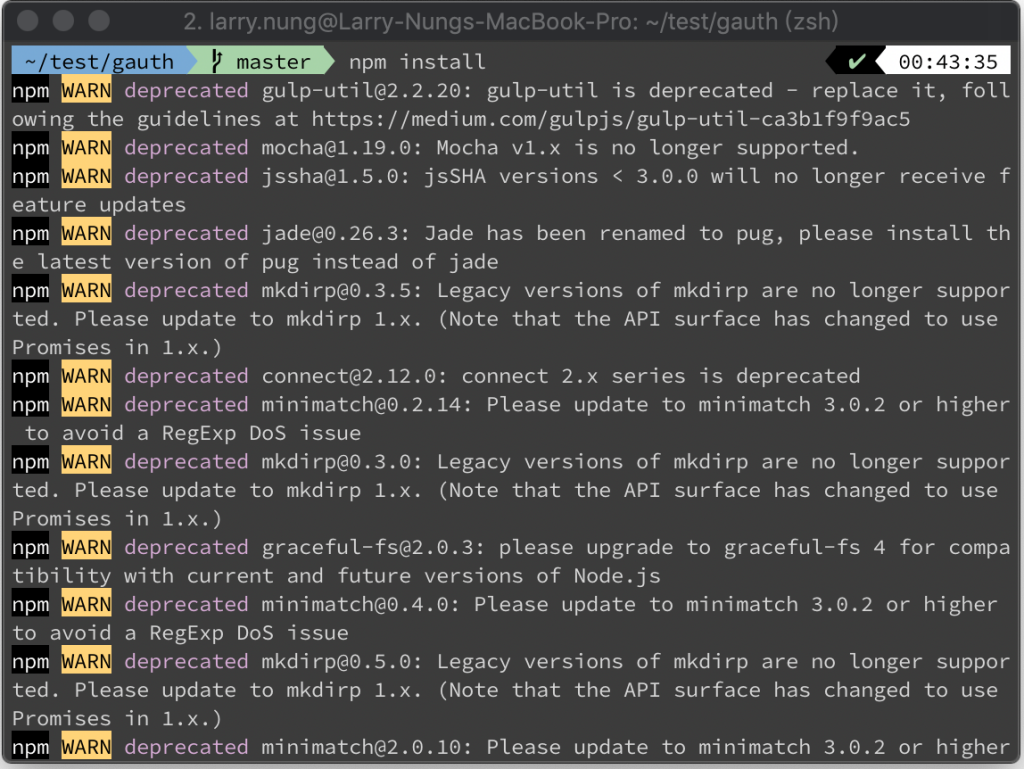 2. larry.nung@Larry-Nungs-MacBook-Pro: ~/test/gauth (zsh)
~/test/gauth master npm install ✔ 00:43:35
npm WARN deprecated gulp-util@2.2.20: gulp-util is deprecated - replace it, foll
owing the guidelines at https://medium.com/gulpjs/gulp-util-ca3b1f9f9ac5
npm WARN deprecated mocha@1.19.0: Mocha v1.x is no longer supported.
npm WARN deprecated jssha@1.5.0: jsSHA versions < 3.0.0 will no longer receive f
eature updates
npm WARN deprecated jade@0.26.3: Jade has been renamed to pug, please install th
e latest version of pug instead of jade
npm WARN deprecated mkdirp@0.3.5: Legacy versions of mkdirp are no longer suppor
ted. Please update to mkdirp 1.x. (Note that the API surface has changed to use
Promises in 1.x.)
npm WARN deprecated connect@2.12.0: connect 2.x series is deprecated
npm WARN deprecated minimatch@0.2.14: Please update to minimatch 3.0.2 or higher
 to avoid a RegExp DoS issue
npm WARN deprecated mkdirp@0.3.0: Legacy versions of mkdirp are no longer suppor
ted. Please update to mkdirp 1.x. (Note that the API surface has changed to use
Promises in 1.x.)
npm WARN deprecated graceful-fs@2.0.3: please upgrade to graceful-fs 4 for compa
tibility with current and future versions of Node.js
npm WARN deprecated minimatch@0.4.0: Please update to minimatch 3.0.2 or higher
to avoid a RegExp DoS issue
npm WARN deprecated mkdirp@0.5.0: Legacy versions of mkdirp are no longer suppor
ted. Please update to mkdirp 1.x. (Note that the API surface has changed to use
Promises in 1.x.)
npm WARN deprecated minimatch@2.0.10: Please update to minimatch 3.0.2 or higher